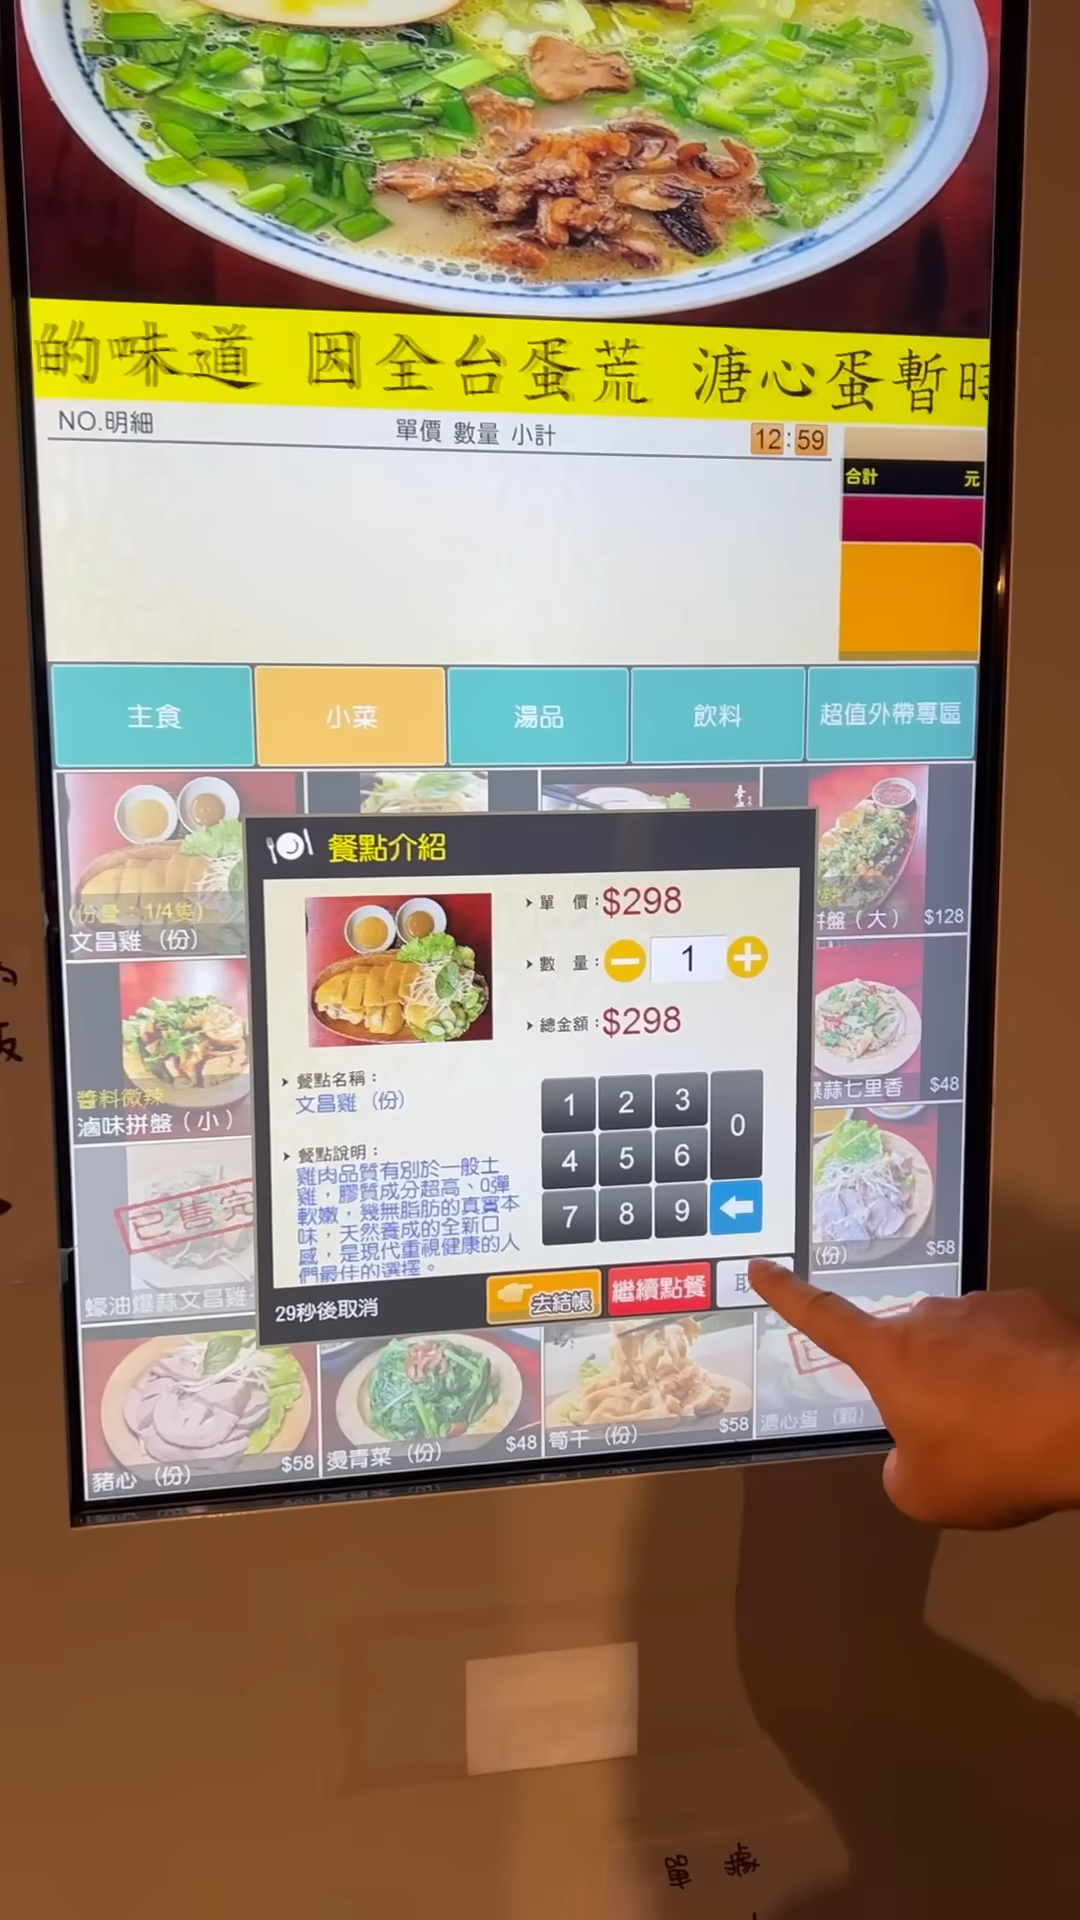 的味道 因全台蛋荒 溏心蛋暫時
NO.明細 單價 數量 小計 12:59
合計 元
主食 小菜 湯品 飲料 超值外帶專區
(份量：1/4隻)
文昌雞（份）
拼盤（大） $128
餐點介紹
單 價：$298
數 量： 1
總金額：$298
餐點名稱：
文昌雞（份）
餐點說明：
雞肉品質有別於一般土
雞，膠質成分超高、Q彈
軟嫩，幾無脂肪的真實本
味，天然養成的全新口
感，是現代重視健康的人
們最佳的選擇。
1 2 3 0
4 5 6
7 8 9
29秒後取消 去結帳 繼續點餐 取
醬料微辣
滷味拼盤（小）
爆蒜七里香 $48
已售完
蠔油爆蒜文昌雞
（份） $58
豬心（份） $58
燙青菜（份） $48
筍干（份） $58
溏心蛋（顆）
單 據